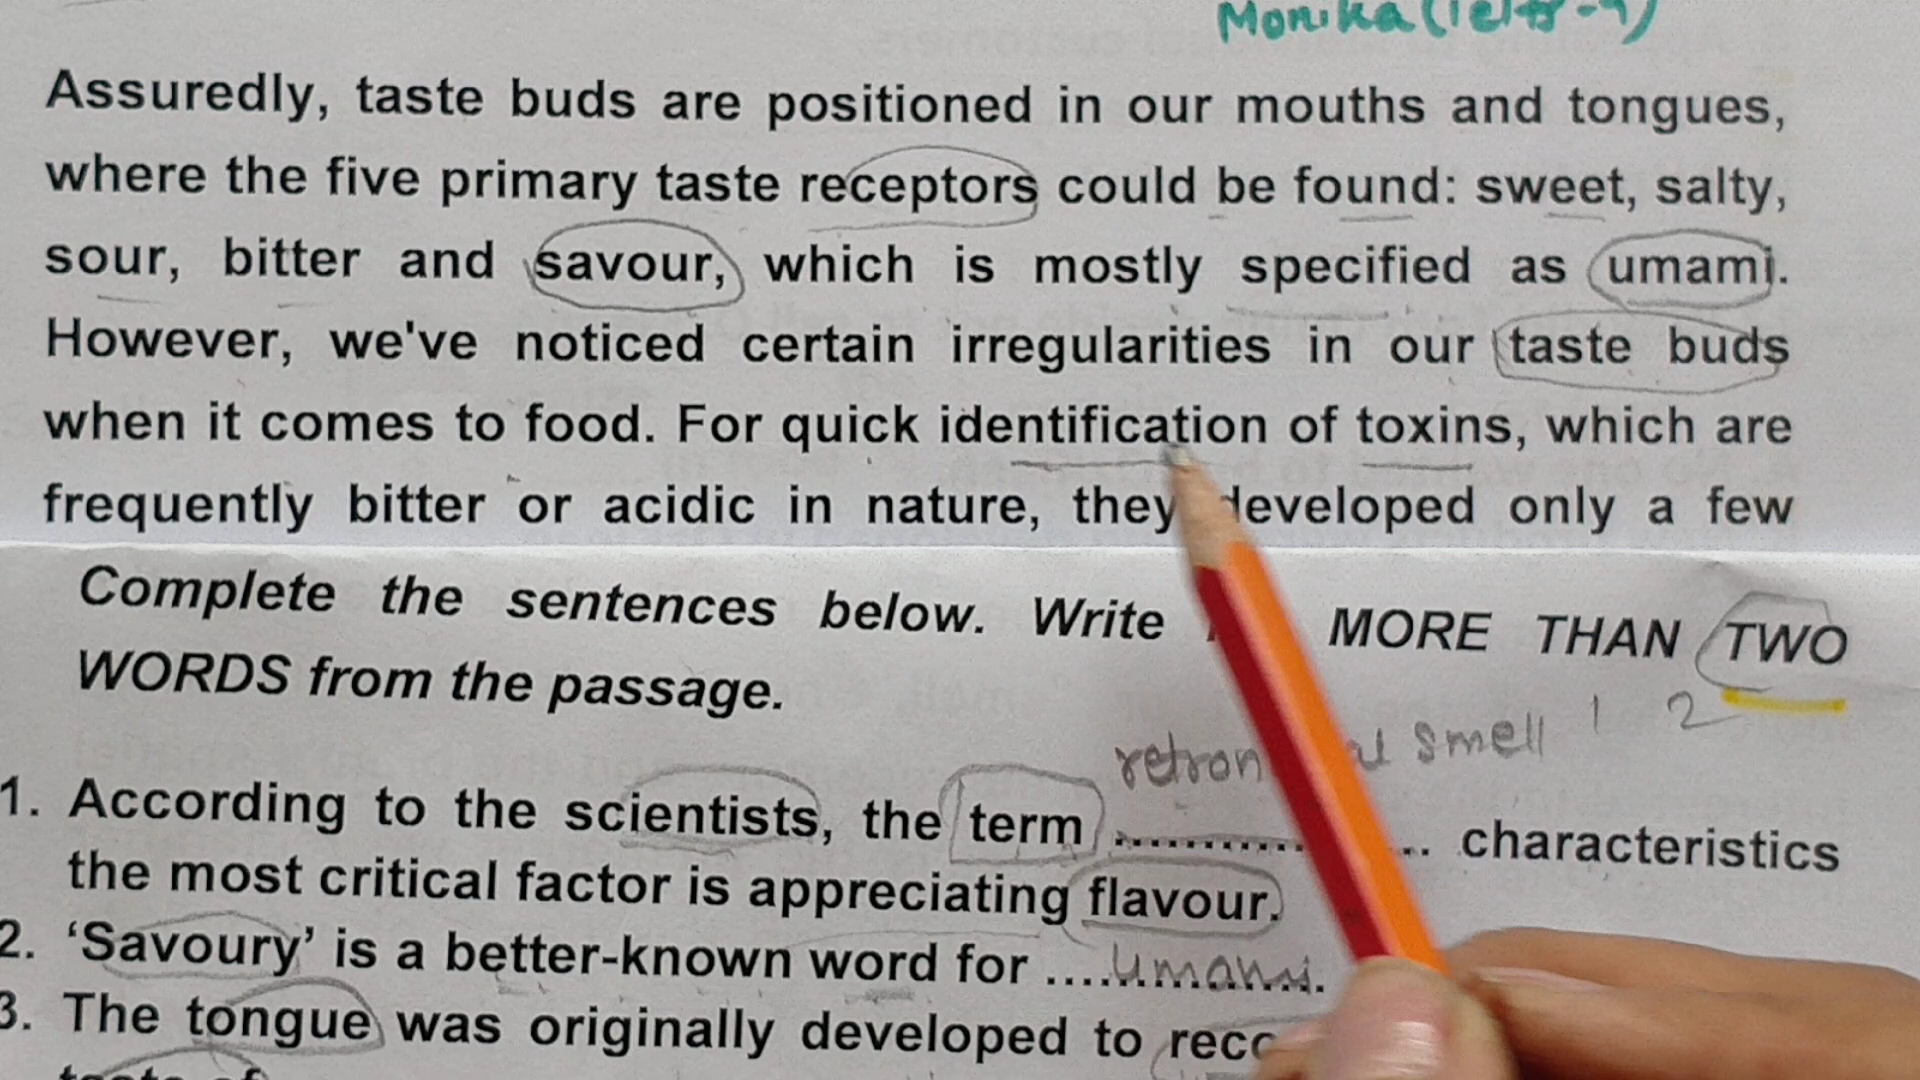 Monika (
Assuredly, taste buds are positioned in our mouths and tongues,
where the five primary taste receptors could be found: sweet, salty,
sour, bitter and savour, which is mostly specified as umami.
However, we've noticed certain irregularities in our taste buds
when it comes to food. For quick identification of toxins, which are
frequently bitter or acidic in nature, they developed only a few
Complete the sentences below. Write MORE THAN TWO
WORDS from the passage.
1 2
smell
1. According to the scientists, the term .............. characteristics
the most critical factor is appreciating flavour.
2. ‘Savoury’ is a better-known word for ....umami.
3. The tongue was originally developed to
taste of